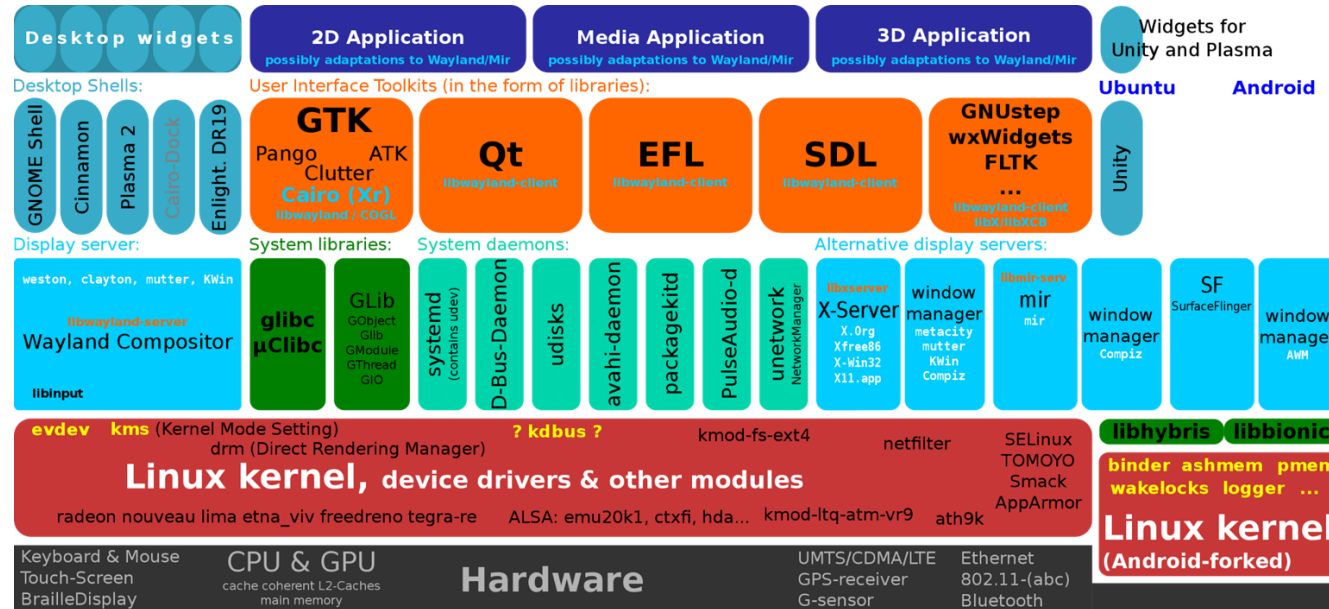 Desktop widgets
2D Application
possibly adaptations to Wayland/Mir
Media Application
possibly adaptations to Wayland/Mir
3D Application
possibly adaptations to Wayland/Mir
Widgets for
Unity and Plasma
Desktop Shells:
User Interface Toolkits (in the form of libraries):
Ubuntu
Android
GNOME Shell
Cinnamon
Plasma 2
Cairo-Dock
Enlight. DR19
GTK
Pango
ATK
Clutter
Cairo (Xr)
libwayland / COGL
Qt
libwayland-client
EFL
libwayland-client
SDL
libwayland-client
GNUstep
wxWidgets
FLTK
...
libwayland-client
libX/libXCB
Unity
Display server:
System libraries:
System daemons:
Alternative display servers:
weston, clayton, mutter, KWin
libwayland-server
Wayland Compositor
libinput
glibc
µClibc
GLib
GObject
Glib
GModule
GThread
GIO
systemd
(contains udev)
D-Bus-Daemon
udisks
avahi-daemon
packagekitd
PulseAudio-d
unetwork
NetworkManager
libxserver
X-Server
X.Org
Xfree86
X-Win32
X11.app
window
manager
metacity
mutter
KWin
Compiz
libmir-serv
mir
mir
window
manager
Compiz
SF
SurfaceFlinger
window
manage
AWM
evdev
kms (Kernel Mode Setting)
drm (Direct Rendering Manager)
? kdbus ?
kmod-fs-ext4
netfilter
SELinux
TOMOYO
Smack
AppArmor
Linux kernel, device drivers & other modules
radeon nouveau lima etna_viv freedreno tegra-re
ALSA: emu20k1, ctxfi, hda...
kmod-ltq-atm-vr9
ath9k
libhybris
libbionic
binder ashmem pmem
wakelocks logger ...
Linux kernel
(Android-forked)
Keyboard & Mouse
Touch-Screen
BrailleDisplay
CPU & GPU
cache coherent L2-Caches
main memory
Hardware
UMTS/CDMA/LTE
GPS-receiver
G-sensor
Ethernet
802.11-(abc)
Bluetooth